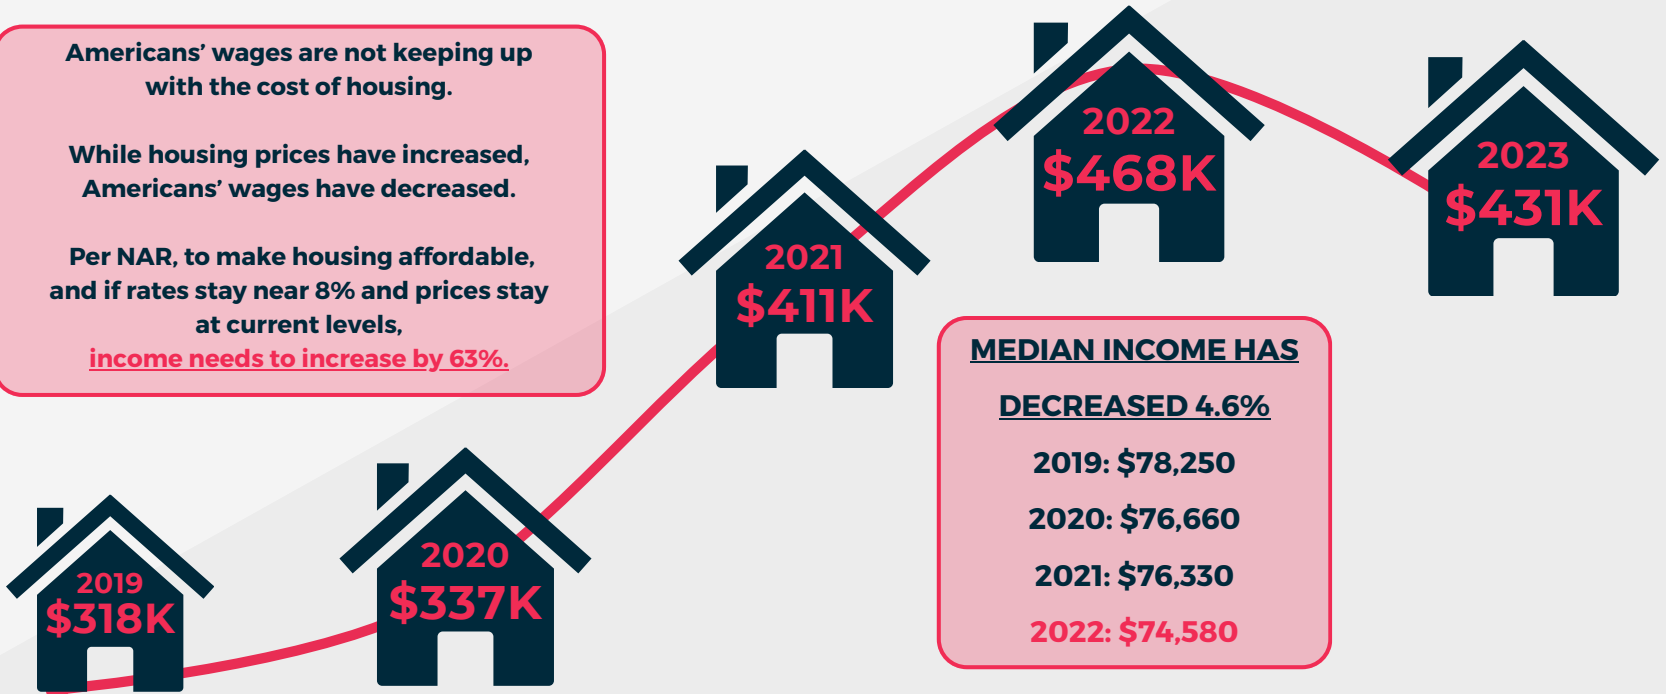 Americans’ wages are not keeping up
with the cost of housing.
While housing prices have increased,
Americans’ wages have decreased.
Per NAR, to make housing affordable,
and if rates stay near 8% and prices stay
at current levels,
income needs to increase by 63%.
2019
$318K
2020
$337K
2021
$411K
2022
$468K
2023
$431K
MEDIAN INCOME HAS
DECREASED 4.6%
2019: $78,250
2020: $76,660
2021: $76,330
2022: $74,580